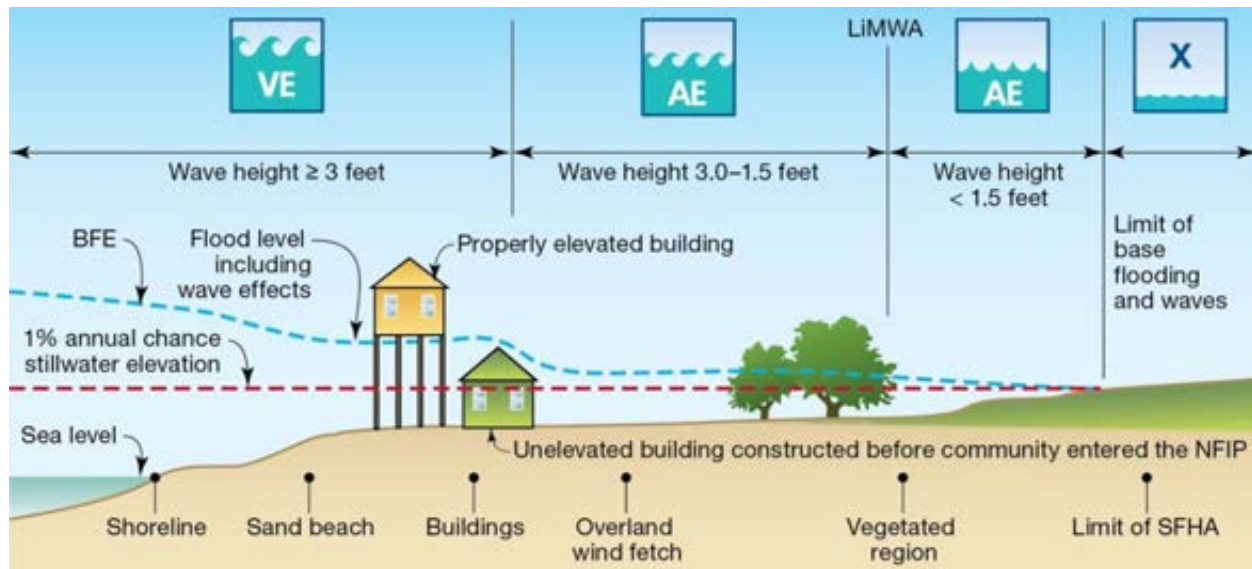 VE
AE
LiMWA
AE
X
Wave height ≥ 3 feet
Wave height 3.0–1.5 feet
Wave height
< 1.5 feet
Limit of
base
flooding
and waves
BFE
Flood level
including
wave effects
Properly elevated building
1% annual chance
stillwater elevation
Sea level
Unelevated building constructed before community entered the NFIP
Shoreline
Sand beach
Buildings
Overland
wind fetch
Vegetated
region
Limit of SFHA